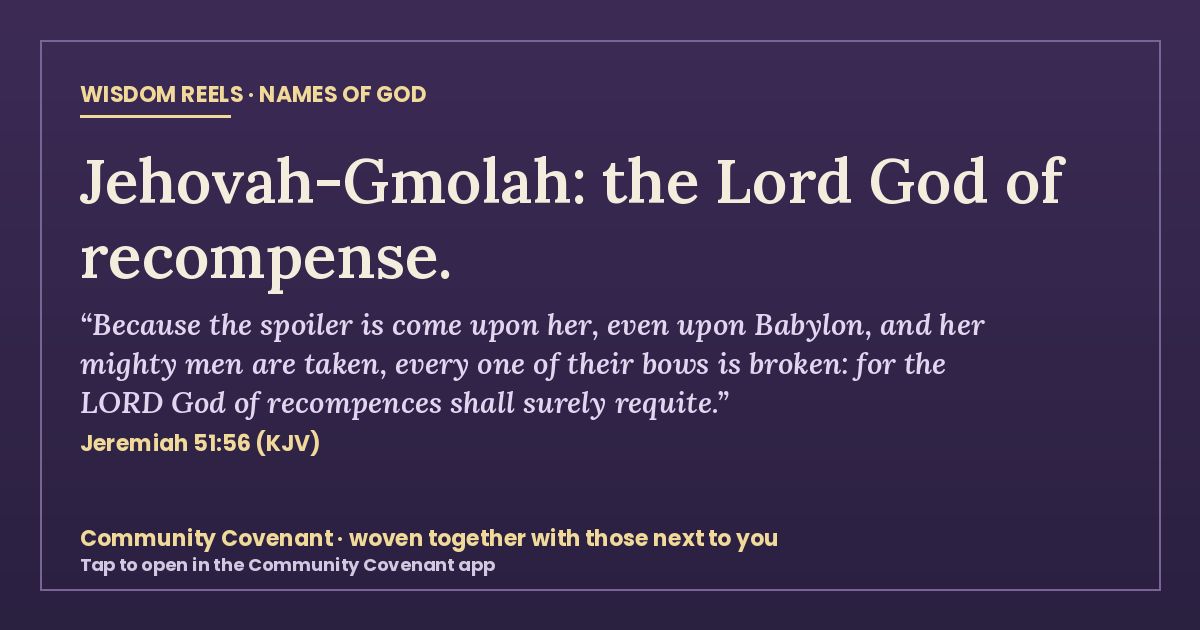 WISDOM REELS · NAMES OF GOD
Jehovah-Gmolah: the Lord God of
recompense.
“Because the spoiler is come upon her, even upon Babylon, and her
mighty men are taken, every one of their bows is broken: for the
LORD God of recompences shall surely requite.”
Jeremiah 51:56 (KJV)
Community Covenant · woven together with those next to you
Tap to open in the Community Covenant app